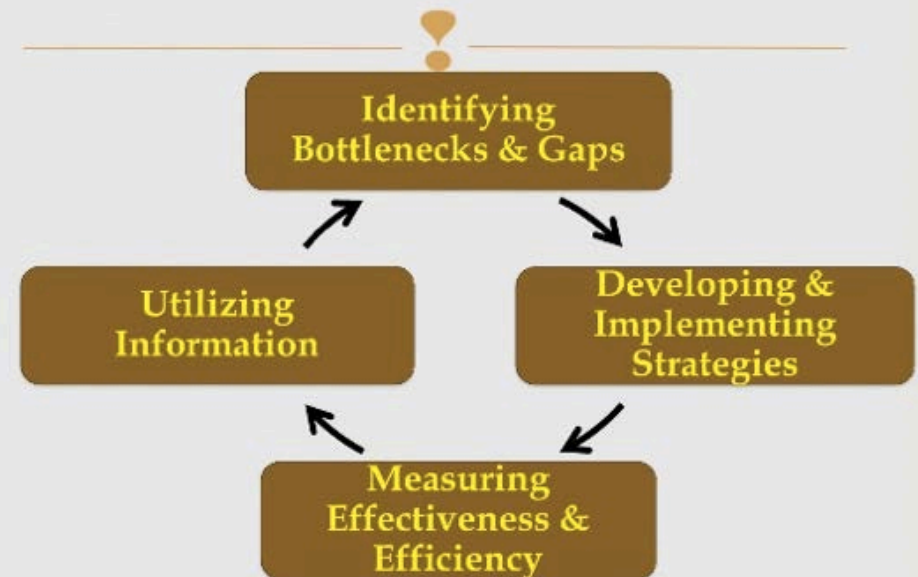 Identifying
Bottlenecks & Gaps
Developing &
Implementing
Strategies
Measuring
Effectiveness &
Efficiency
Utilizing
Information